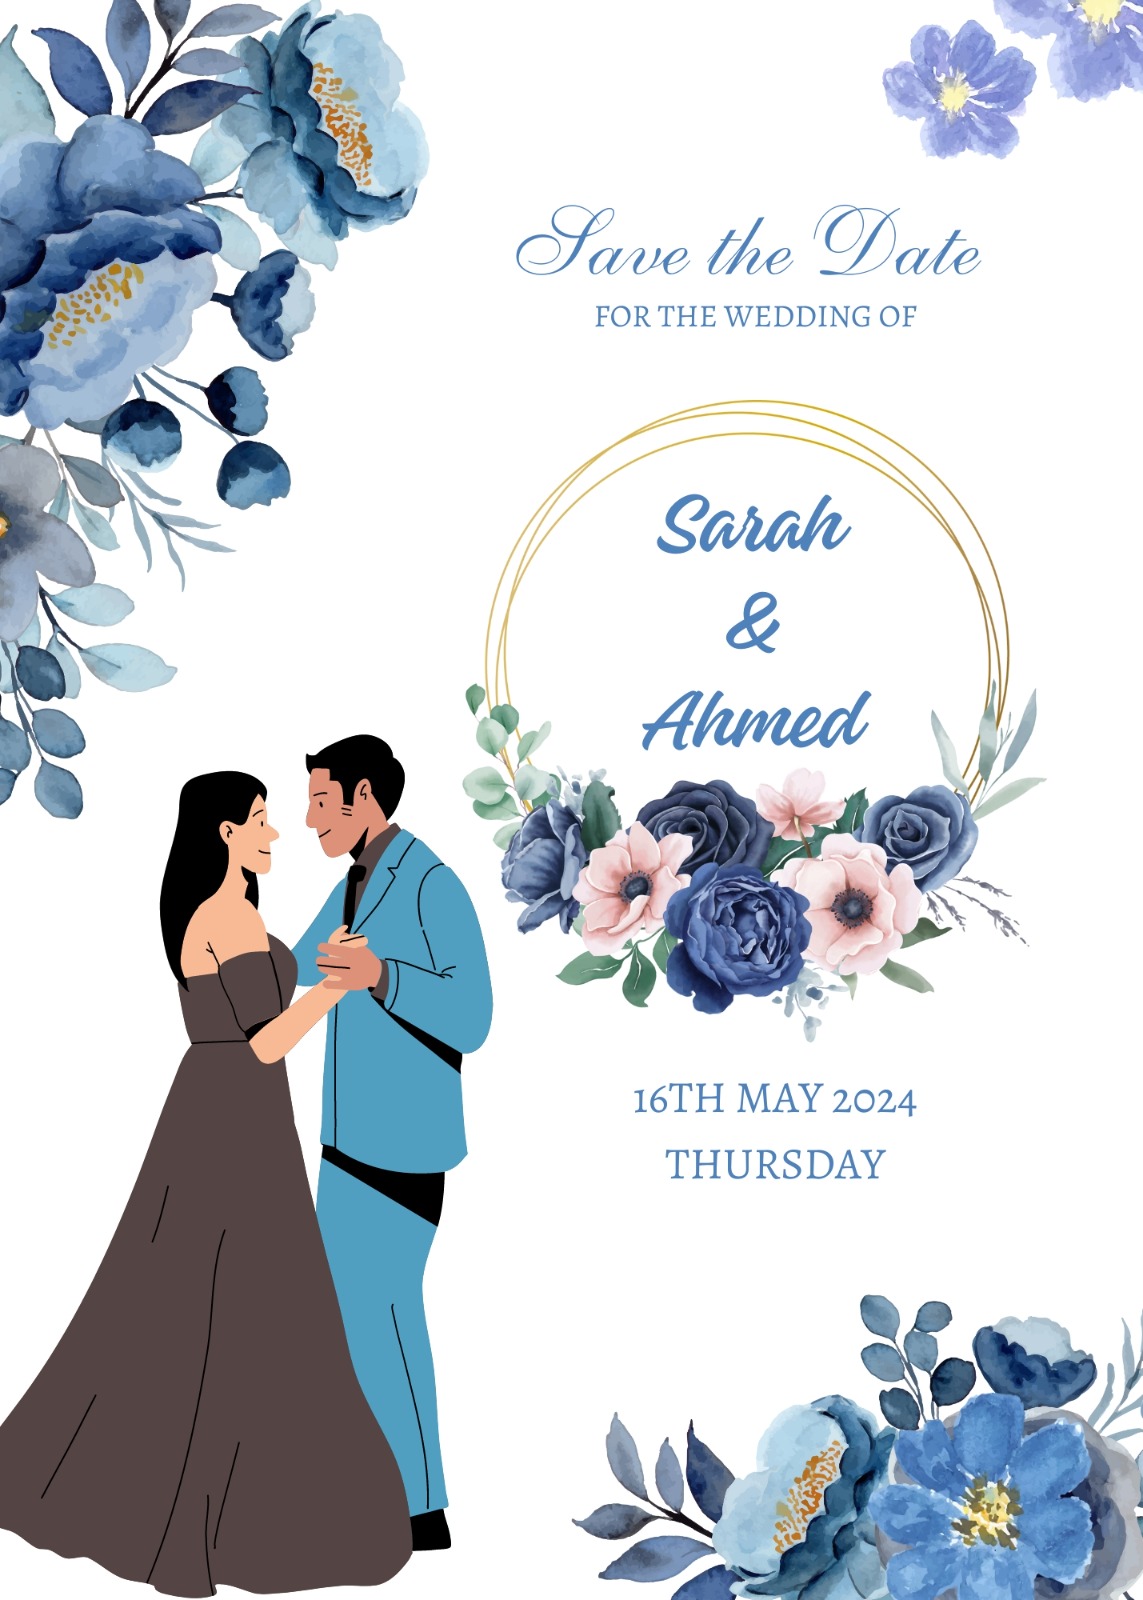 Save the Date
FOR THE WEDDING OF
Sarah
&
Ahmed
16TH MAY 2024
THURSDAY